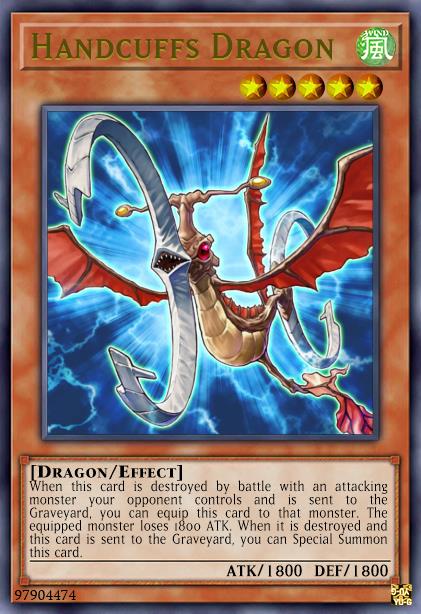 Handcuffs Dragon
WIND
風
[Dragon/Effect]
When this card is destroyed by battle with an attacking
monster your opponent controls and is sent to the
Graveyard, you can equip this card to that monster. The
equipped monster loses 1800 ATK. When it is destroyed and
this card is sent to the Graveyard, you can Special Summon
this card.
ATK/1800 DEF/1800
97904474